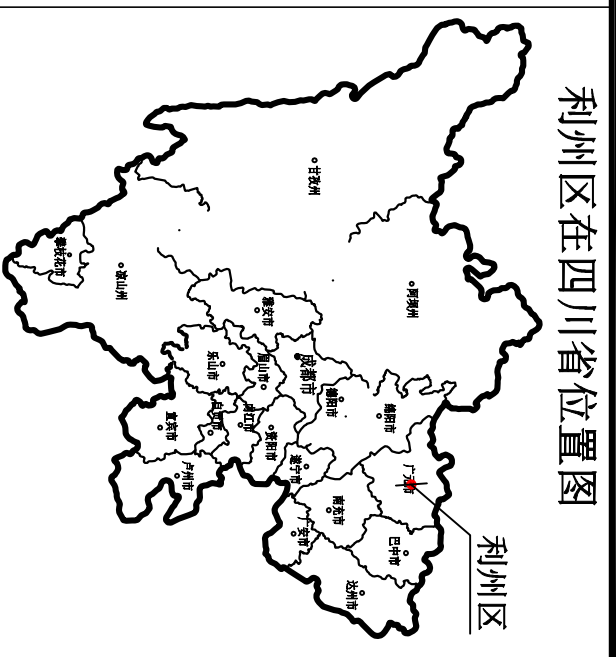 利州区在四川省位置图
利州区
甘孜州
阿坝州
攀枝花市
凉山州
雅安市
成都市
德阳市
绵阳市
广元市
乐山市
眉山市
资阳市
内江市
自贡市
宜宾市
泸州市
遂宁市
南充市
广安市
巴中市
达州市